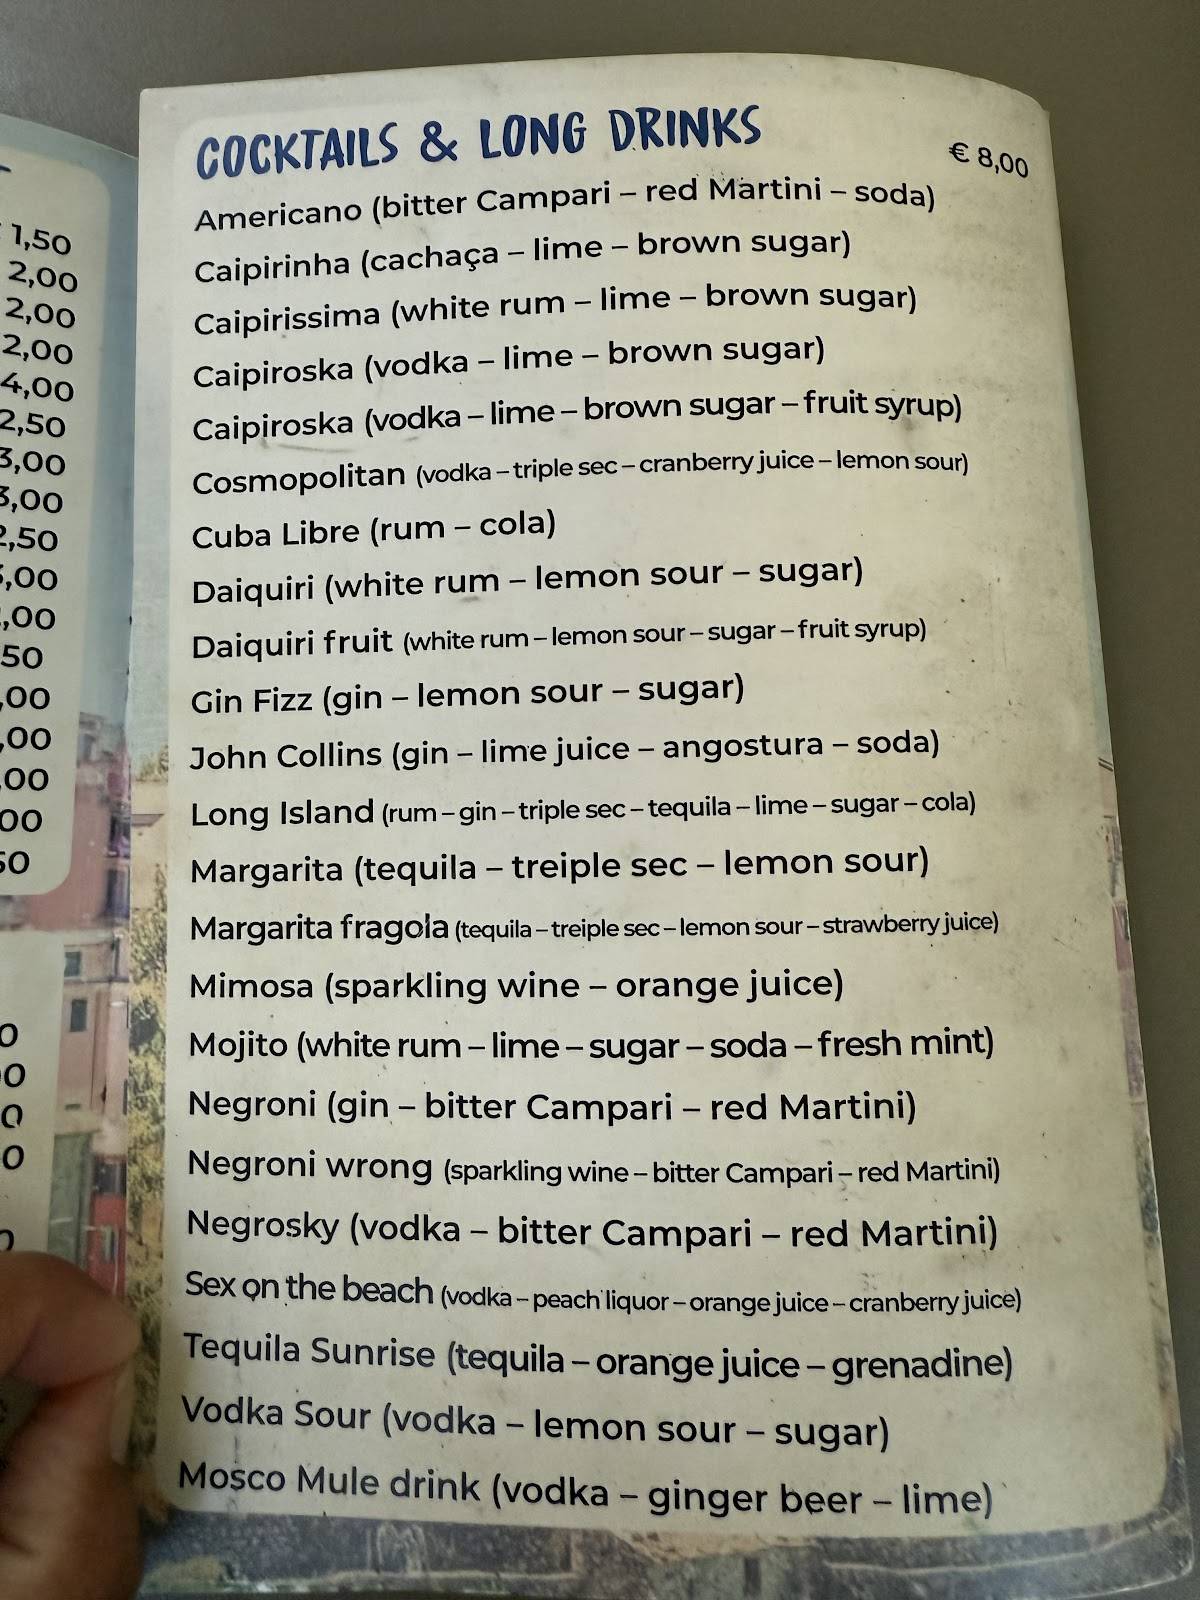 COCKTAILS & LONG DRINKS
€ 8,00
Americano (bitter Campari – red Martini – soda)
Caipirinha (cachaça – lime – brown sugar)
Caipirissima (white rum – lime – brown sugar)
Caipiroska (vodka – lime – brown sugar)
Caipiroska (vodka – lime – brown sugar – fruit syrup)
Cosmopolitan (vodka – triple sec – cranberry juice – lemon sour)
Cuba Libre (rum – cola)
Daiquiri (white rum – lemon sour – sugar)
Daiquiri fruit (white rum – lemon sour – sugar – fruit syrup)
Gin Fizz (gin – lemon sour – sugar)
John Collins (gin – lime juice – angostura – soda)
Long Island (rum – gin – triple sec – tequila – lime – sugar – cola)
Margarita (tequila – treiple sec – lemon sour)
Margarita fragola (tequila – treiple sec – lemon sour – strawberry juice)
Mimosa (sparkling wine – orange juice)
Mojito (white rum – lime – sugar – soda – fresh mint)
Negroni (gin – bitter Campari – red Martini)
Negroni wrong (sparkling wine – bitter Campari – red Martini)
Negrosky (vodka – bitter Campari – red Martini)
Sex on the beach (vodka – peach liquor – orange juice – cranberry juice)
Tequila Sunrise (tequila – orange juice – grenadine)
Vodka Sour (vodka – lemon sour – sugar)
Mosco Mule drink (vodka – ginger beer – lime)
1,50
2,00
2,00
2,00
4,00
2,50
3,00
3,00
2,50